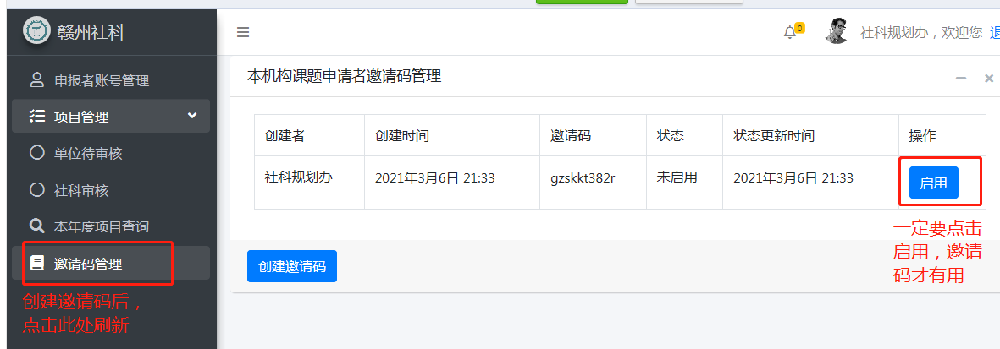 赣州社科
0
社科规划办，欢迎您 退
申报者账号管理
项目管理
单位待审核
社科审核
本年度项目查询
邀请码管理
创建邀请码后，
点击此处刷新
本机构课题申请者邀请码管理
创建者 创建时间 邀请码 状态 状态更新时间 操作
社科规划办 2021年3月6日 21:33 gzskkt382r 未启用 2021年3月6日 21:33 启用
一定要点击
启用，邀请
码才有用
创建邀请码